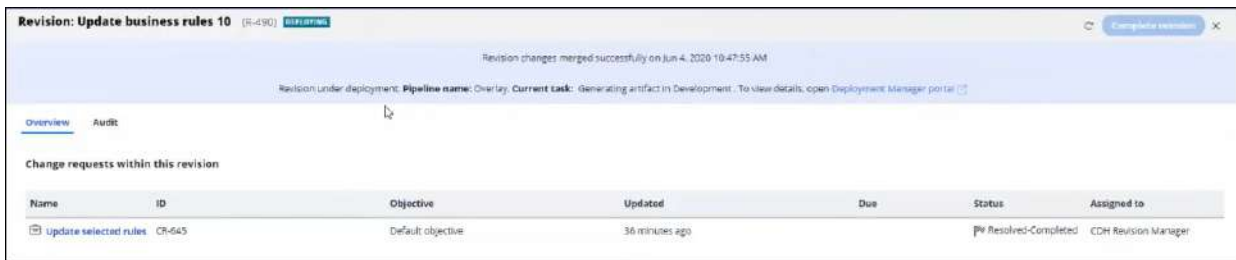 Revision: Update business rules 10 (R-490) DEPLOYING Complete revision
Revision changes merged successfully on Jun 4, 2020 10:47:55 AM
Revision under deployment. Pipeline name: Overlay. Current task: Generating artifact in Development . To view details, open Deployment Manager portal
Overview Audit
Change requests within this revision
Name ID Objective Updated Due Status Assigned to
Update selected rules CR-645 Default objective 36 minutes ago Resolved-Completed CDH Revision Manager